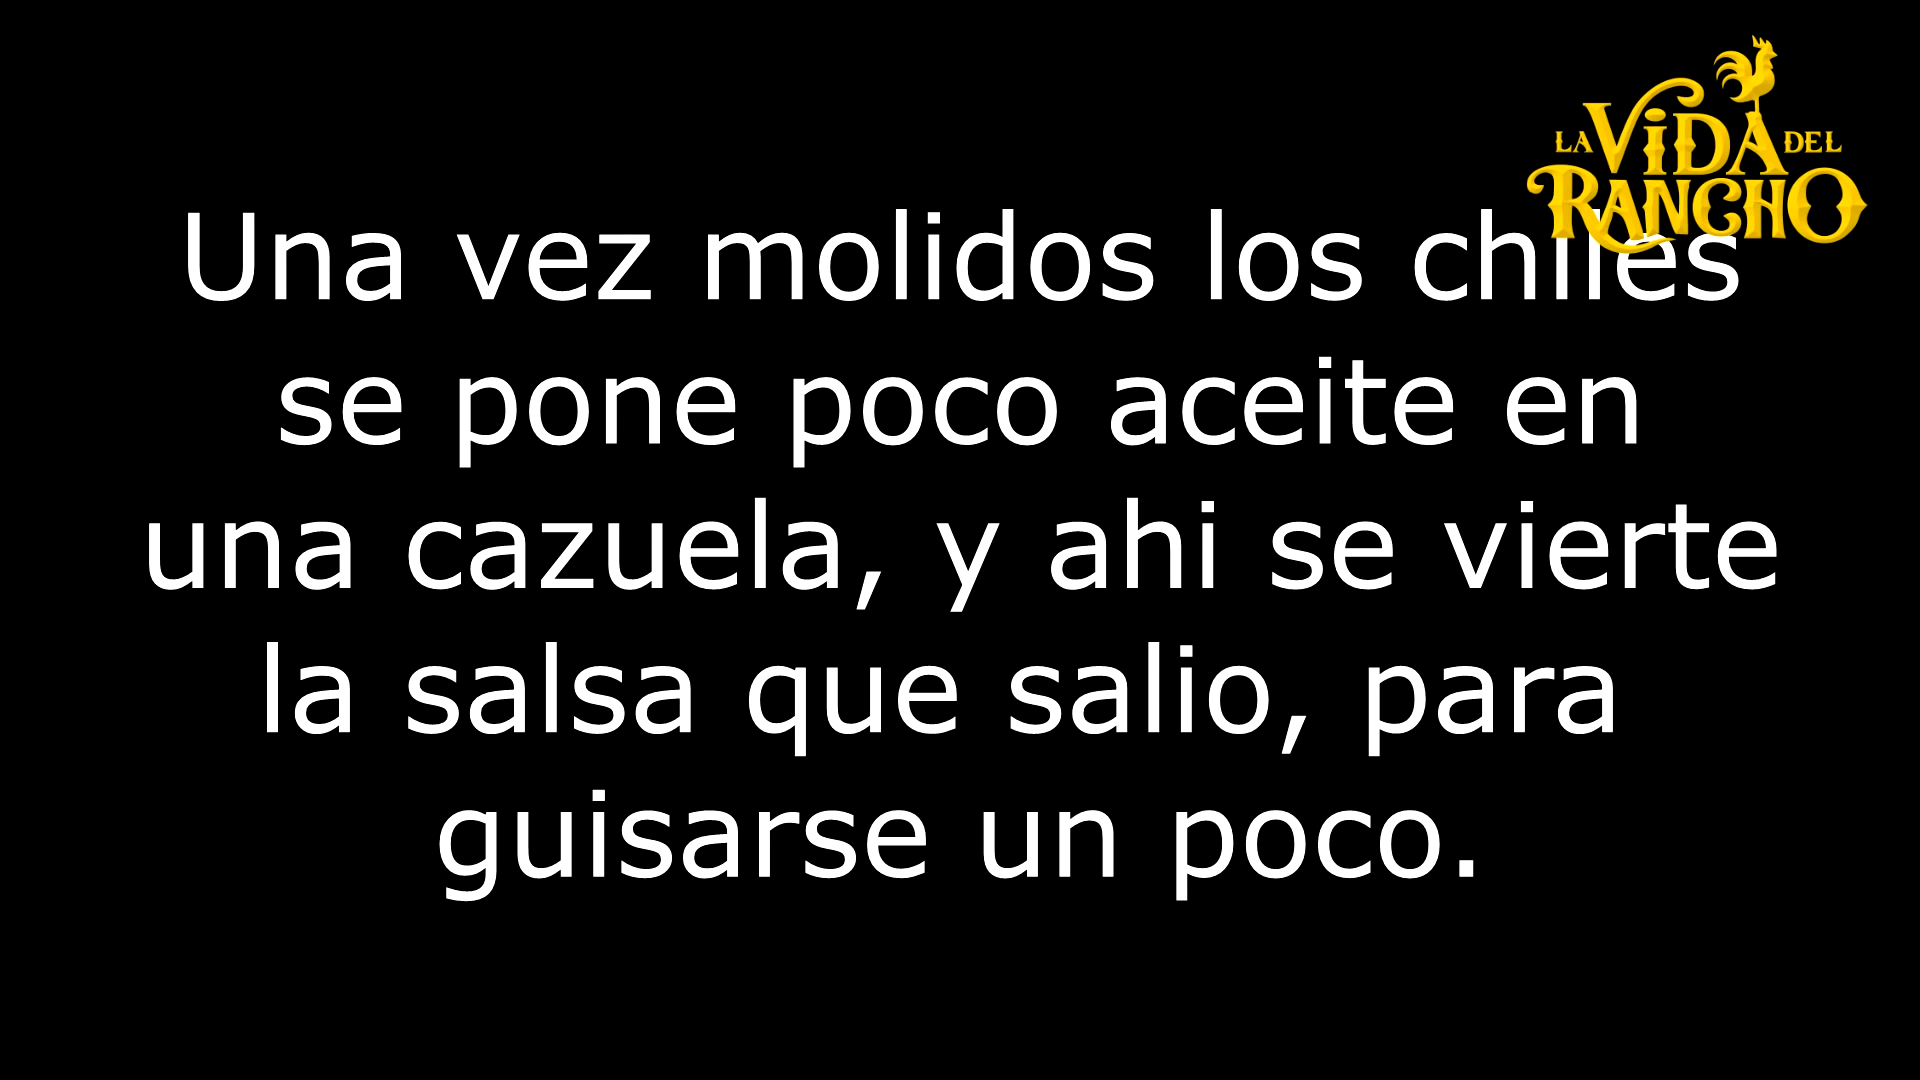 LA VIDA DEL
RANCHO
Una vez molidos los chiles
se pone poco aceite en
una cazuela, y ahi se vierte
la salsa que salio, para
guisarse un poco.